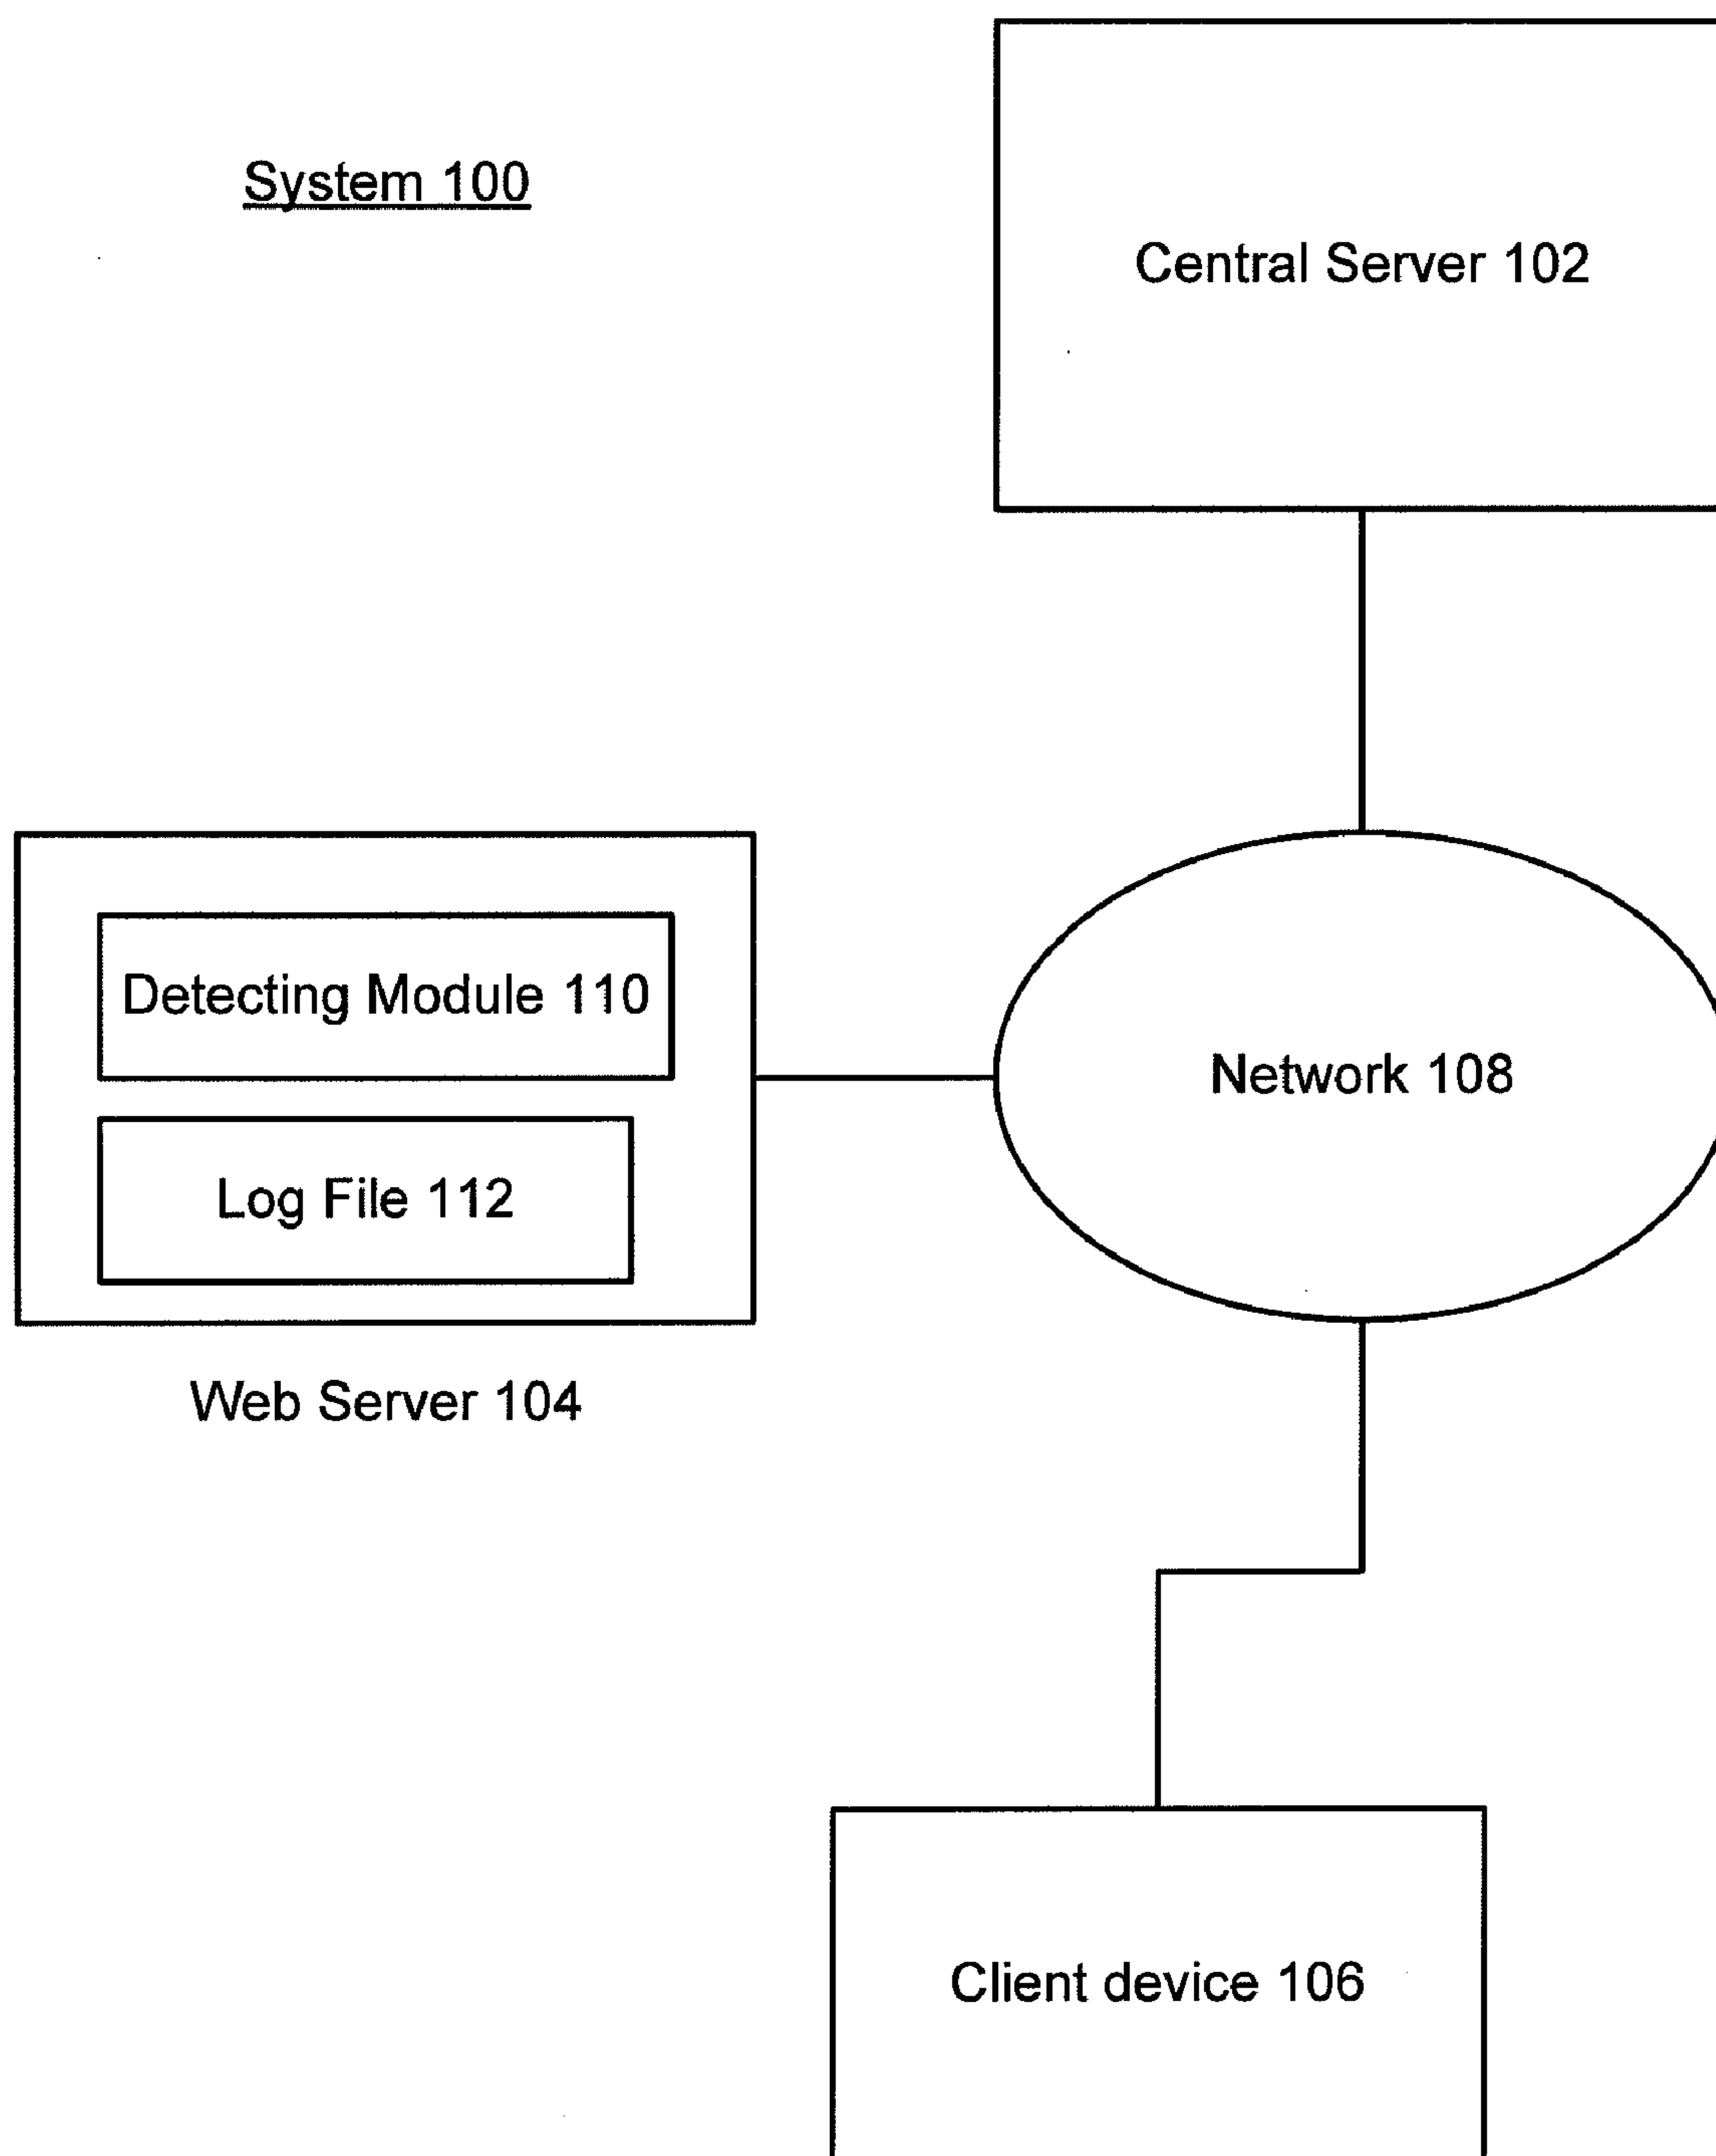 System 100
Central Server 102
Detecting Module 110
Network 108
Log File 112
Web Server 104
Client device 106